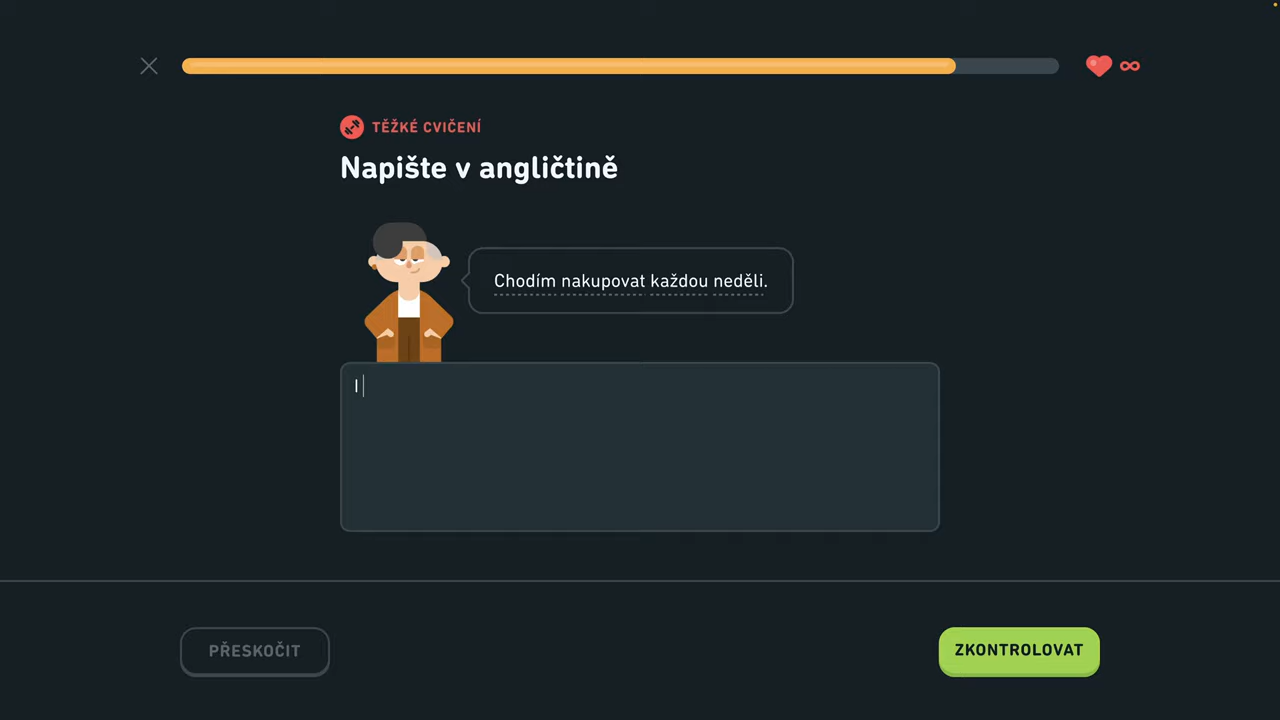 ∞
TĚŽKÉ CVIČENÍ
Napište v angličtině
Chodím nakupovat každou neděli.
I
PŘESKOČIT
ZKONTROLOVAT